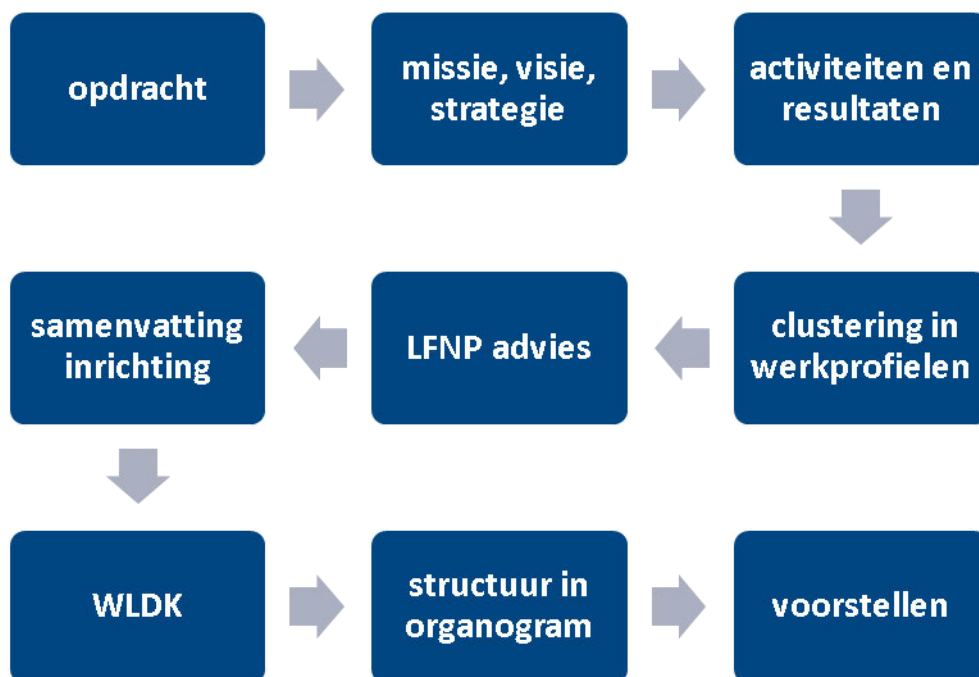 opdracht
missie, visie,
strategie
activiteiten en
resultaten
clustering in
werkprofielen
LFNP advies
samenvatting
inrichting
WLDK
structuur in
organogram
voorstellen